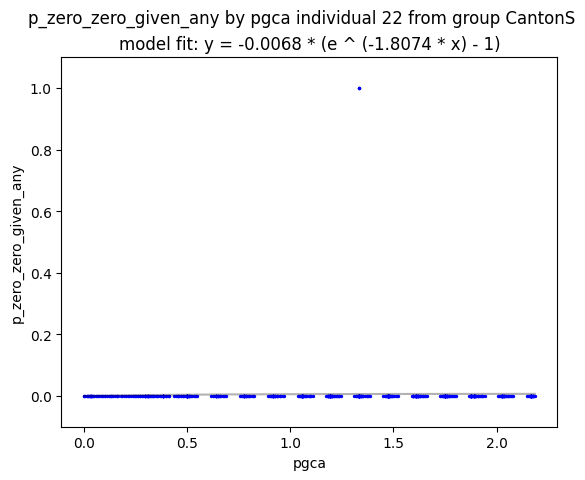 p_zero_zero_given_any by pgca individual 22 from group CantonS
model fit: y = -0.0068 * (e ^ (-1.8074 * x) - 1)
1.0
0.8
0.6
0.4
0.2
0.0
p_zero_zero_given_any
0.0 0.5 1.0 1.5 2.0
pgca